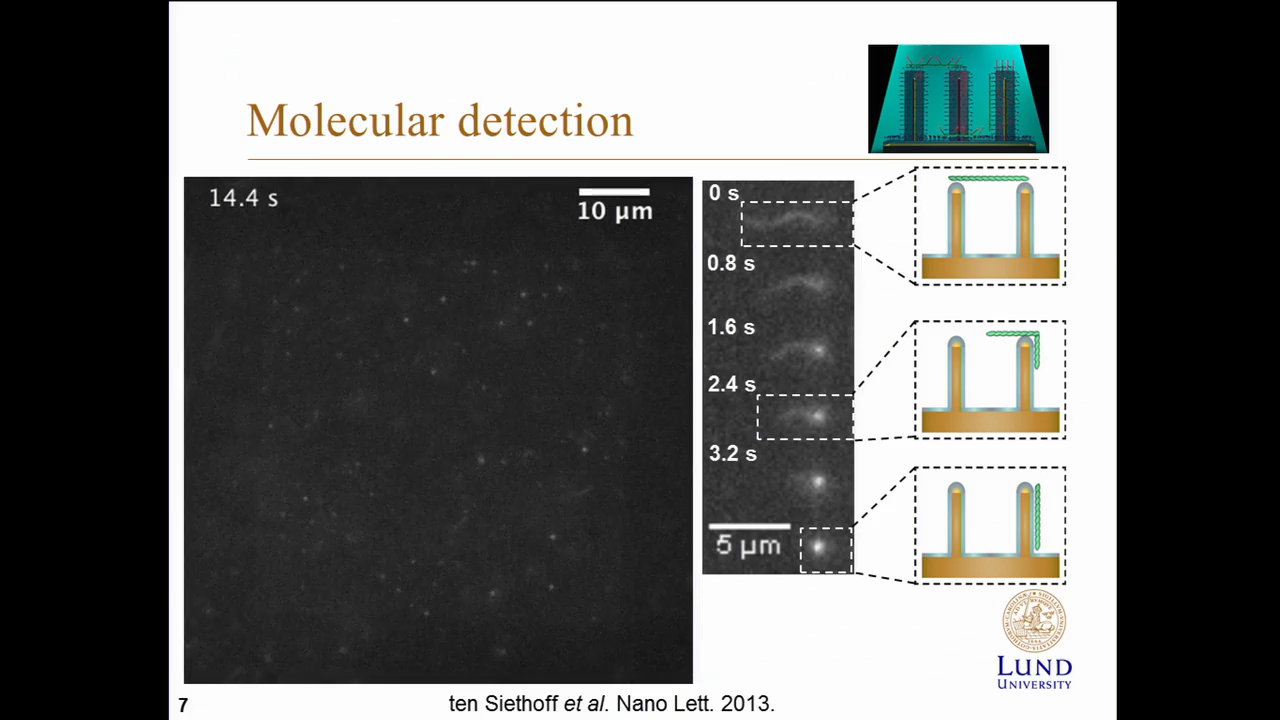 Molecular detection
14.4 s
10 µm
0 s
0.8 s
1.6 s
2.4 s
3.2 s
5 µm
LUND
UNIVERSITY
7
ten Siethoff et al. Nano Lett. 2013.